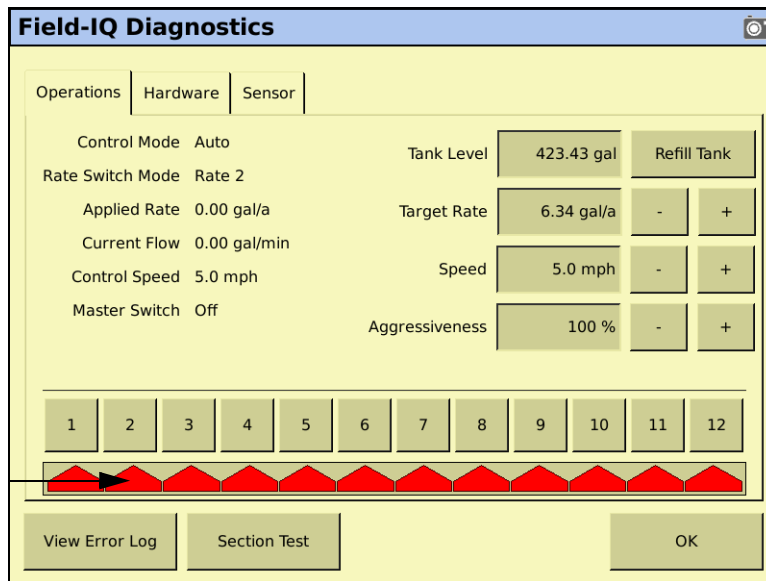 Field-IQ Diagnostics
Operations Hardware Sensor
Control Mode Auto
Rate Switch Mode Rate 2
Applied Rate 0.00 gal/a
Current Flow 0.00 gal/min
Control Speed 5.0 mph
Master Switch Off
Tank Level 423.43 gal Refill Tank
Target Rate 6.34 gal/a - +
Speed 5.0 mph - +
Aggressiveness 100 % - +
1 2 3 4 5 6 7 8 9 10 11 12
View Error Log Section Test OK